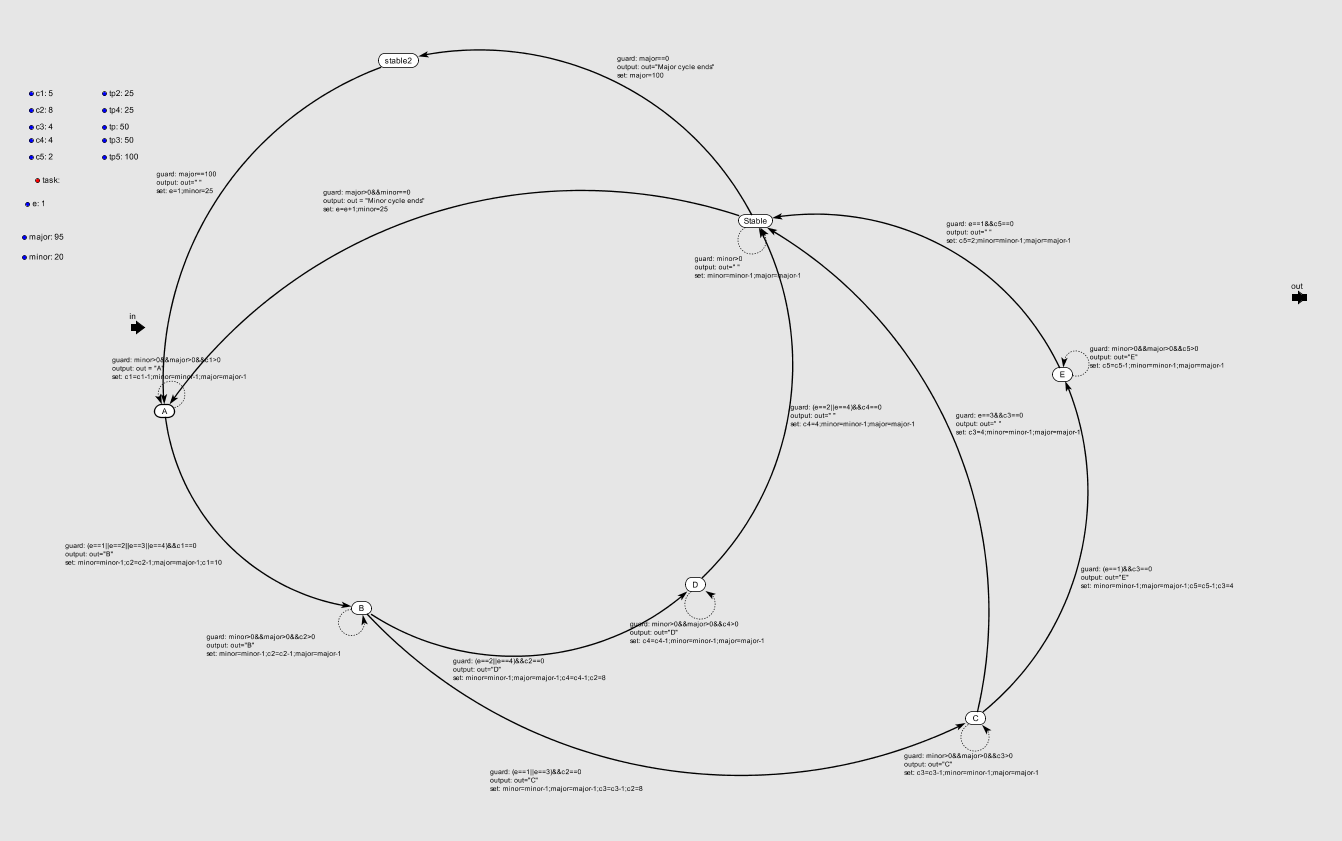 stable2
guard: major==0
output: out="Major cycle ends"
set: major=100
c1: 5
tp2: 25
c2: 8
tp4: 25
c3: 4
tp: 50
c4: 4
tp3: 50
c5: 2
tp5: 100
task:
e: 1
major: 95
minor: 20
guard: major==100
output: out=" "
set: e=1;minor=25
guard: major>0&&minor==0
output: out = "Minor cycle ends"
set: e=e+1;minor=25
Stable
guard: minor>0
output: out=" "
set: minor=minor-1;major=major-1
guard: e==1&&c5==0
output: out=" "
set: c5=2;minor=minor-1;major=major-1
in
out
guard: minor>0&&major>0&&c1>0
output: out = "A"
set: c1=c1-1;minor=minor-1;major=major-1
A
guard: minor>0&&major>0&&c5>0
output: out="E"
set: c5=c5-1;minor=minor-1;major=major-1
E
guard: (e==2||e==4)&&c4==0
output: out=" "
set: c4=4;minor=minor-1;major=major-1
guard: e==3&&c3==0
output: out=" "
set: c3=4;minor=minor-1;major=major-1
guard: (e==1||e==2||e==3||e==4)&&c1==0
output: out="B"
set: minor=minor-1;c2=c2-1;major=major-1;c1=10
guard: (e==1)&&c3==0
output: out="E"
set: minor=minor-1;major=major-1;c5=c5-1;c3=4
D
B
guard: minor>0&&major>0&&c4>0
output: out="D"
set: c4=c4-1;minor=minor-1;major=major-1
guard: minor>0&&major>0&&c2>0
output: out="B"
set: minor=minor-1;c2=c2-1;major=major-1
guard: (e==2||e==4)&&c2==0
output: out="D"
set: minor=minor-1;major=major-1;c4=c4-1;c2=8
C
guard: minor>0&&major>0&&c3>0
output: out="C"
set: c3=c3-1;minor=minor-1;major=major-1
guard: (e==1||e==3)&&c2==0
output: out="C"
set: minor=minor-1;major=major-1;c3=c3-1;c2=8